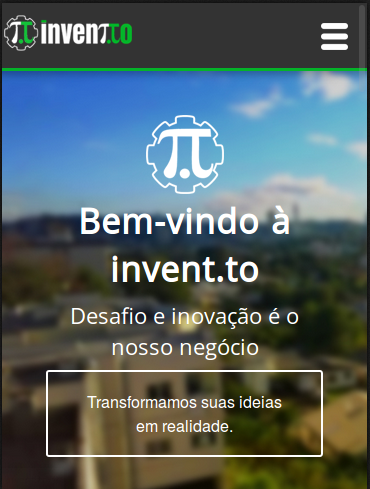 invent.to
Bem-vindo à
invent.to
Desafio e inovação é o
nosso negócio
Transformamos suas ideias
em realidade.